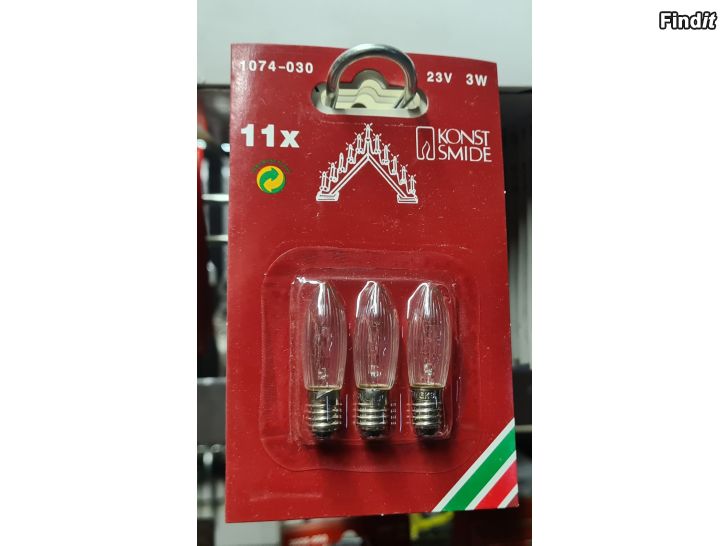 Findit
1074-030
23V 3W
11x
KONST
SMIDE